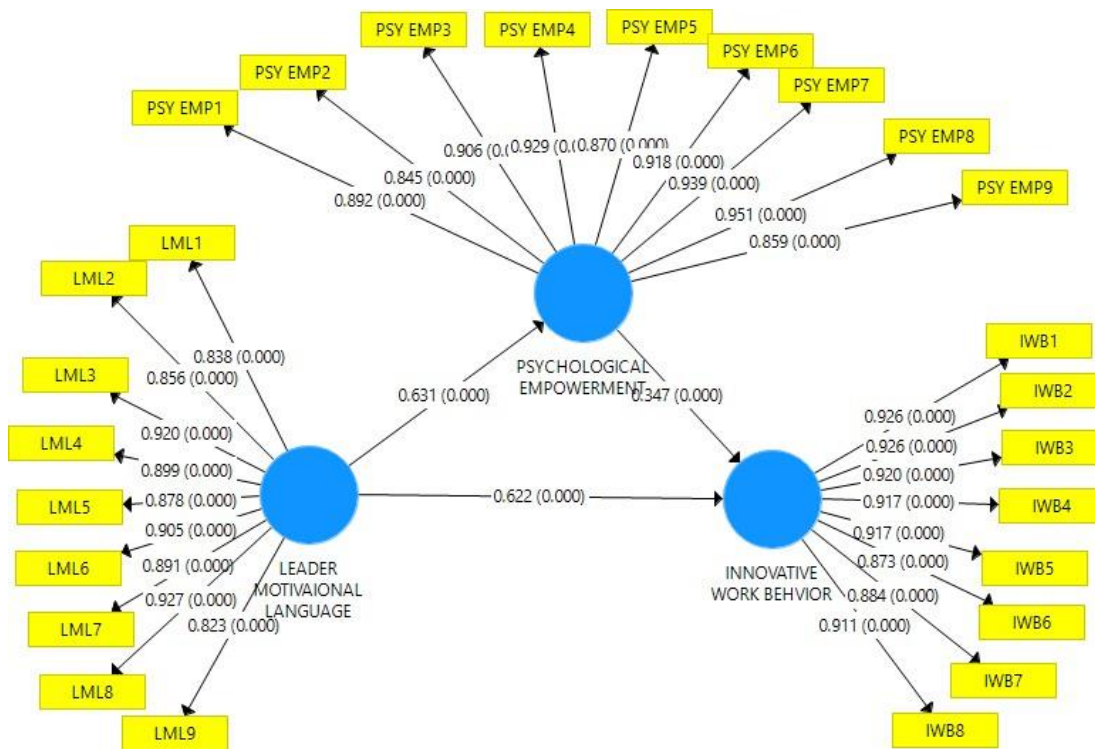 PSY EMP3
PSY EMP4
PSY EMP5
PSY EMP6
PSY EMP2
PSY EMP7
PSY EMP1
PSY EMP8
PSY EMP9
0.906 (0.0
0.929 (0.0
0.870 (0.000)
0.918 (0.000)
0.845 (0.000)
0.939 (0.000)
0.892 (0.000)
0.951 (0.000)
0.859 (0.000)
LML1
LML2
LML3
LML4
LML5
LML6
LML7
LML8
LML9
0.838 (0.000)
0.856 (0.000)
0.920 (0.000)
0.899 (0.000)
0.878 (0.000)
0.905 (0.000)
0.891 (0.000)
0.927 (0.000)
0.823 (0.000)
PSYCHOLOGICAL
EMPOWERMENT
0.631 (0.000)
0.347 (0.000)
0.622 (0.000)
LEADER
MOTIVAIONAL
LANGUAGE
INNOVATIVE
WORK BEHVIOR
IWB1
IWB2
IWB3
IWB4
IWB5
IWB6
IWB7
IWB8
0.926 (0.000)
0.926 (0.000)
0.920 (0.000)
0.917 (0.000)
0.917 (0.000)
0.873 (0.000)
0.884 (0.000)
0.911 (0.000)